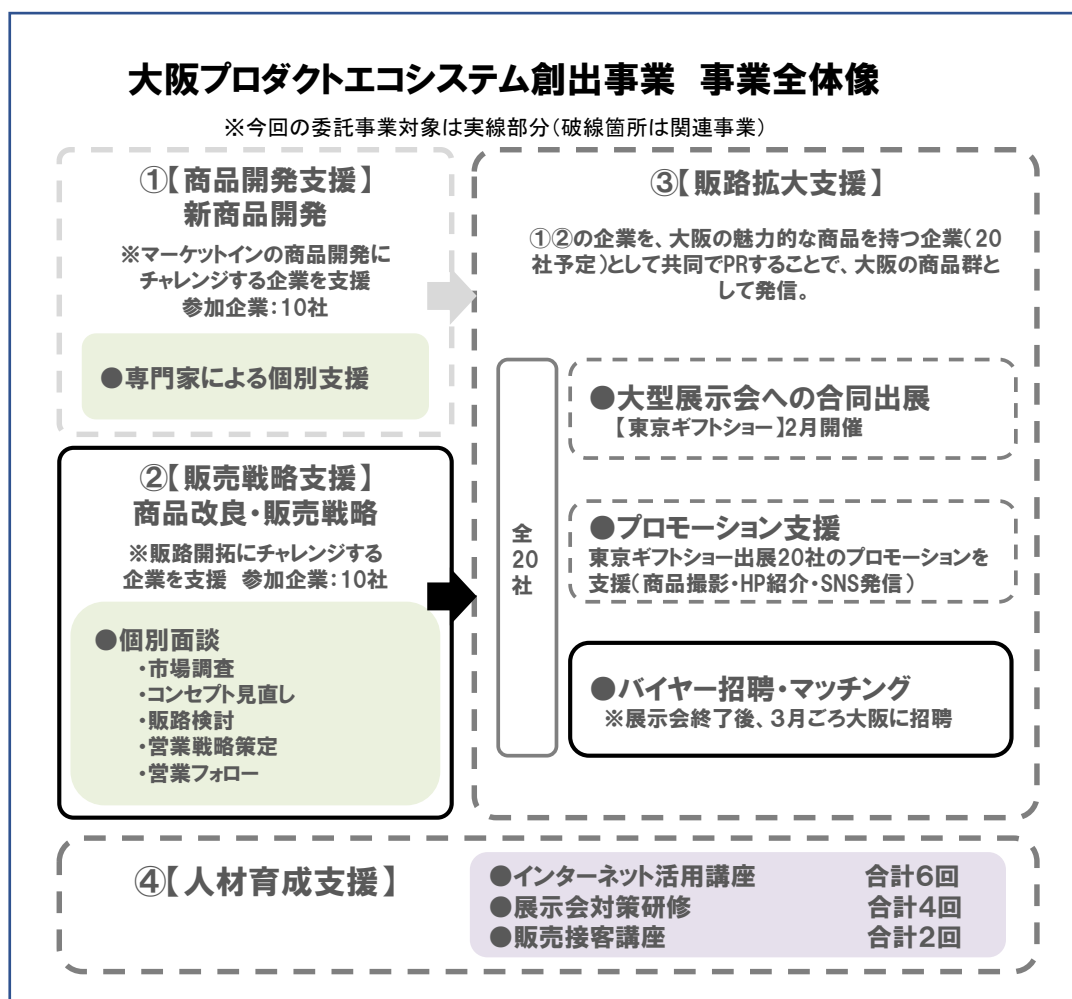 大阪プロダクトエコシステム創出事業 事業全体像
※今回の委託事業対象は実線部分(破線箇所は関連事業)
①【商品開発支援】
新商品開発
※マーケットインの商品開発に
チャレンジする企業を支援
参加企業：10社
●専門家による個別支援
②【販売戦略支援】
商品改良・販売戦略
※販路開拓にチャレンジする
企業を支援 参加企業：10社
●個別面談
・市場調査
・コンセプト見直し
・販路検討
・営業戦略策定
・営業フォロー
③【販路拡大支援】
①②の企業を、大阪の魅力的な商品を持つ企業(20
社予定)として共同でPRすることで、大阪の商品群と
して発信。
全
20
社
●大型展示会への合同出展
【東京ギフトショー】2月開催
●プロモーション支援
東京ギフトショー出展20社のプロモーションを
支援(商品撮影・HP紹介・SNS発信)
●バイヤー招聘・マッチング
※展示会終了後、3月ごろ大阪に招聘
④【人材育成支援】
●インターネット活用講座 合計6回
●展示会対策研修 合計4回
●販売接客講座 合計2回